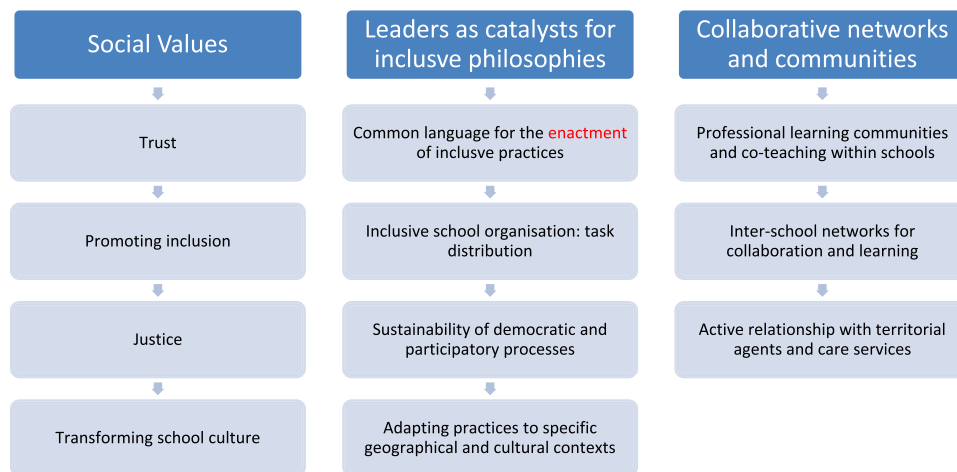 Social Values
Trust
Promoting inclusion
Justice
Transforming school culture
Leaders as catalysts for
inclusve philosophies
Common language for the enactment
of inclusve practices
Inclusive school organisation: task
distribution
Sustainability of democratic and
participatory processes
Adapting practices to specific
geographical and cultural contexts
Collaborative networks
and communities
Professional learning communities
and co-teaching within schools
Inter-school networks for
collaboration and learning
Active relationship with territorial
agents and care services